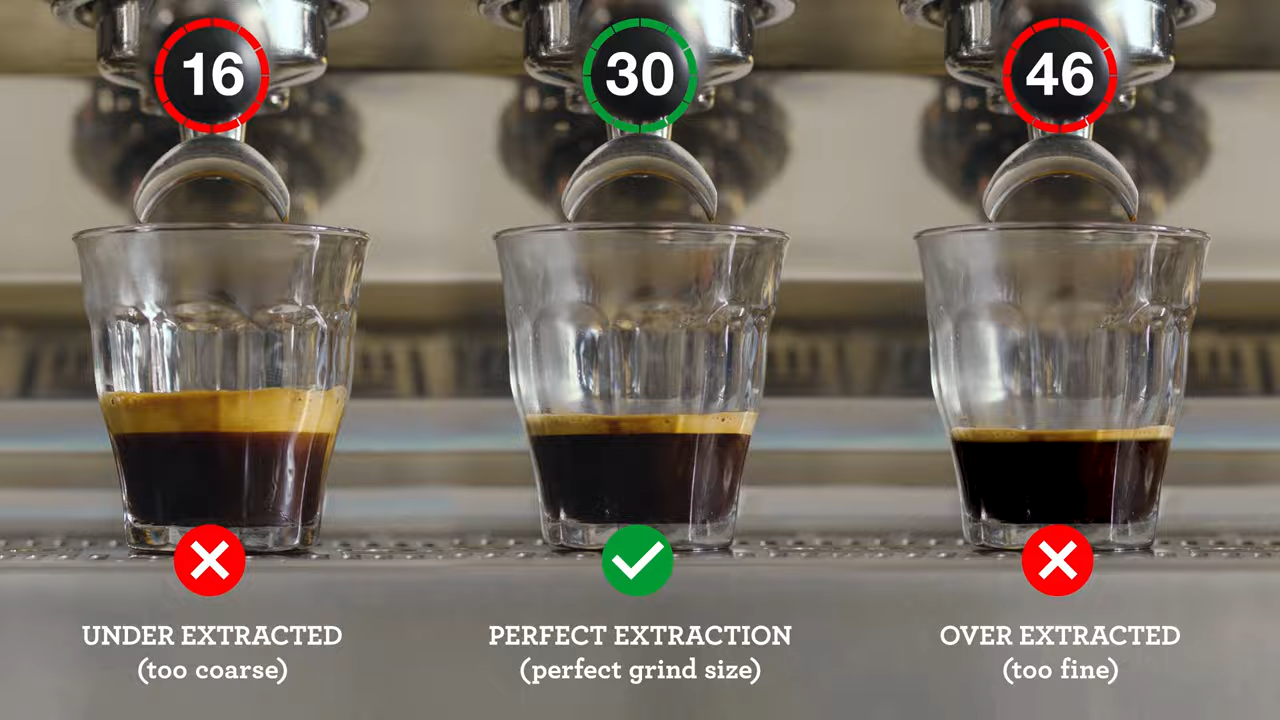 16
30
46
UNDER EXTRACTED
(too coarse)
PERFECT EXTRACTION
(perfect grind size)
OVER EXTRACTED
(too fine)